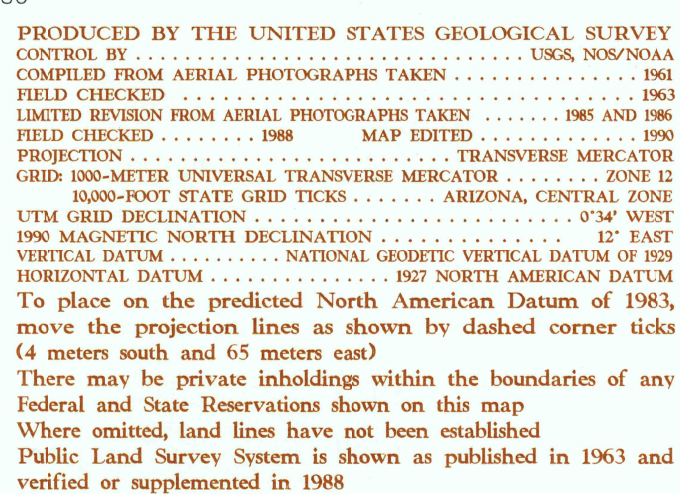 PRODUCED BY THE UNITED STATES GEOLOGICAL SURVEY
CONTROL BY . . . . . . . . . . . . . . . . . . . . . . . . . . . . . . USGS, NOS/NOAA
COMPILED FROM AERIAL PHOTOGRAPHS TAKEN . . . . . . . . . . . . . . 1961
FIELD CHECKED . . . . . . . . . . . . . . . . . . . . . . . . . . . . . . . . . . . 1963
LIMITED REVISION FROM AERIAL PHOTOGRAPHS TAKEN . . . . . . . 1985 AND 1986
FIELD CHECKED . . . . . . . . 1988 MAP EDITED . . . . . . . . . . . . . 1990
PROJECTION . . . . . . . . . . . . . . . . . . . . . . . . TRANSVERSE MERCATOR
GRID: 1000-METER UNIVERSAL TRANSVERSE MERCATOR . . . . . . . . ZONE 12
10,000-FOOT STATE GRID TICKS . . . . . . . ARIZONA, CENTRAL ZONE
UTM GRID DECLINATION . . . . . . . . . . . . . . . . . . . . . . . . . . 0°34' WEST
1990 MAGNETIC NORTH DECLINATION . . . . . . . . . . . . . . . 12° EAST
VERTICAL DATUM . . . . . . . . . . NATIONAL GEODETIC VERTICAL DATUM OF 1929
HORIZONTAL DATUM . . . . . . . . . . . . . . 1927 NORTH AMERICAN DATUM
To place on the predicted North American Datum of 1983,
move the projection lines as shown by dashed corner ticks
(4 meters south and 65 meters east)
There may be private inholdings within the boundaries of any
Federal and State Reservations shown on this map
Where omitted, land lines have not been established
Public Land Survey System is shown as published in 1963 and
verified or supplemented in 1988